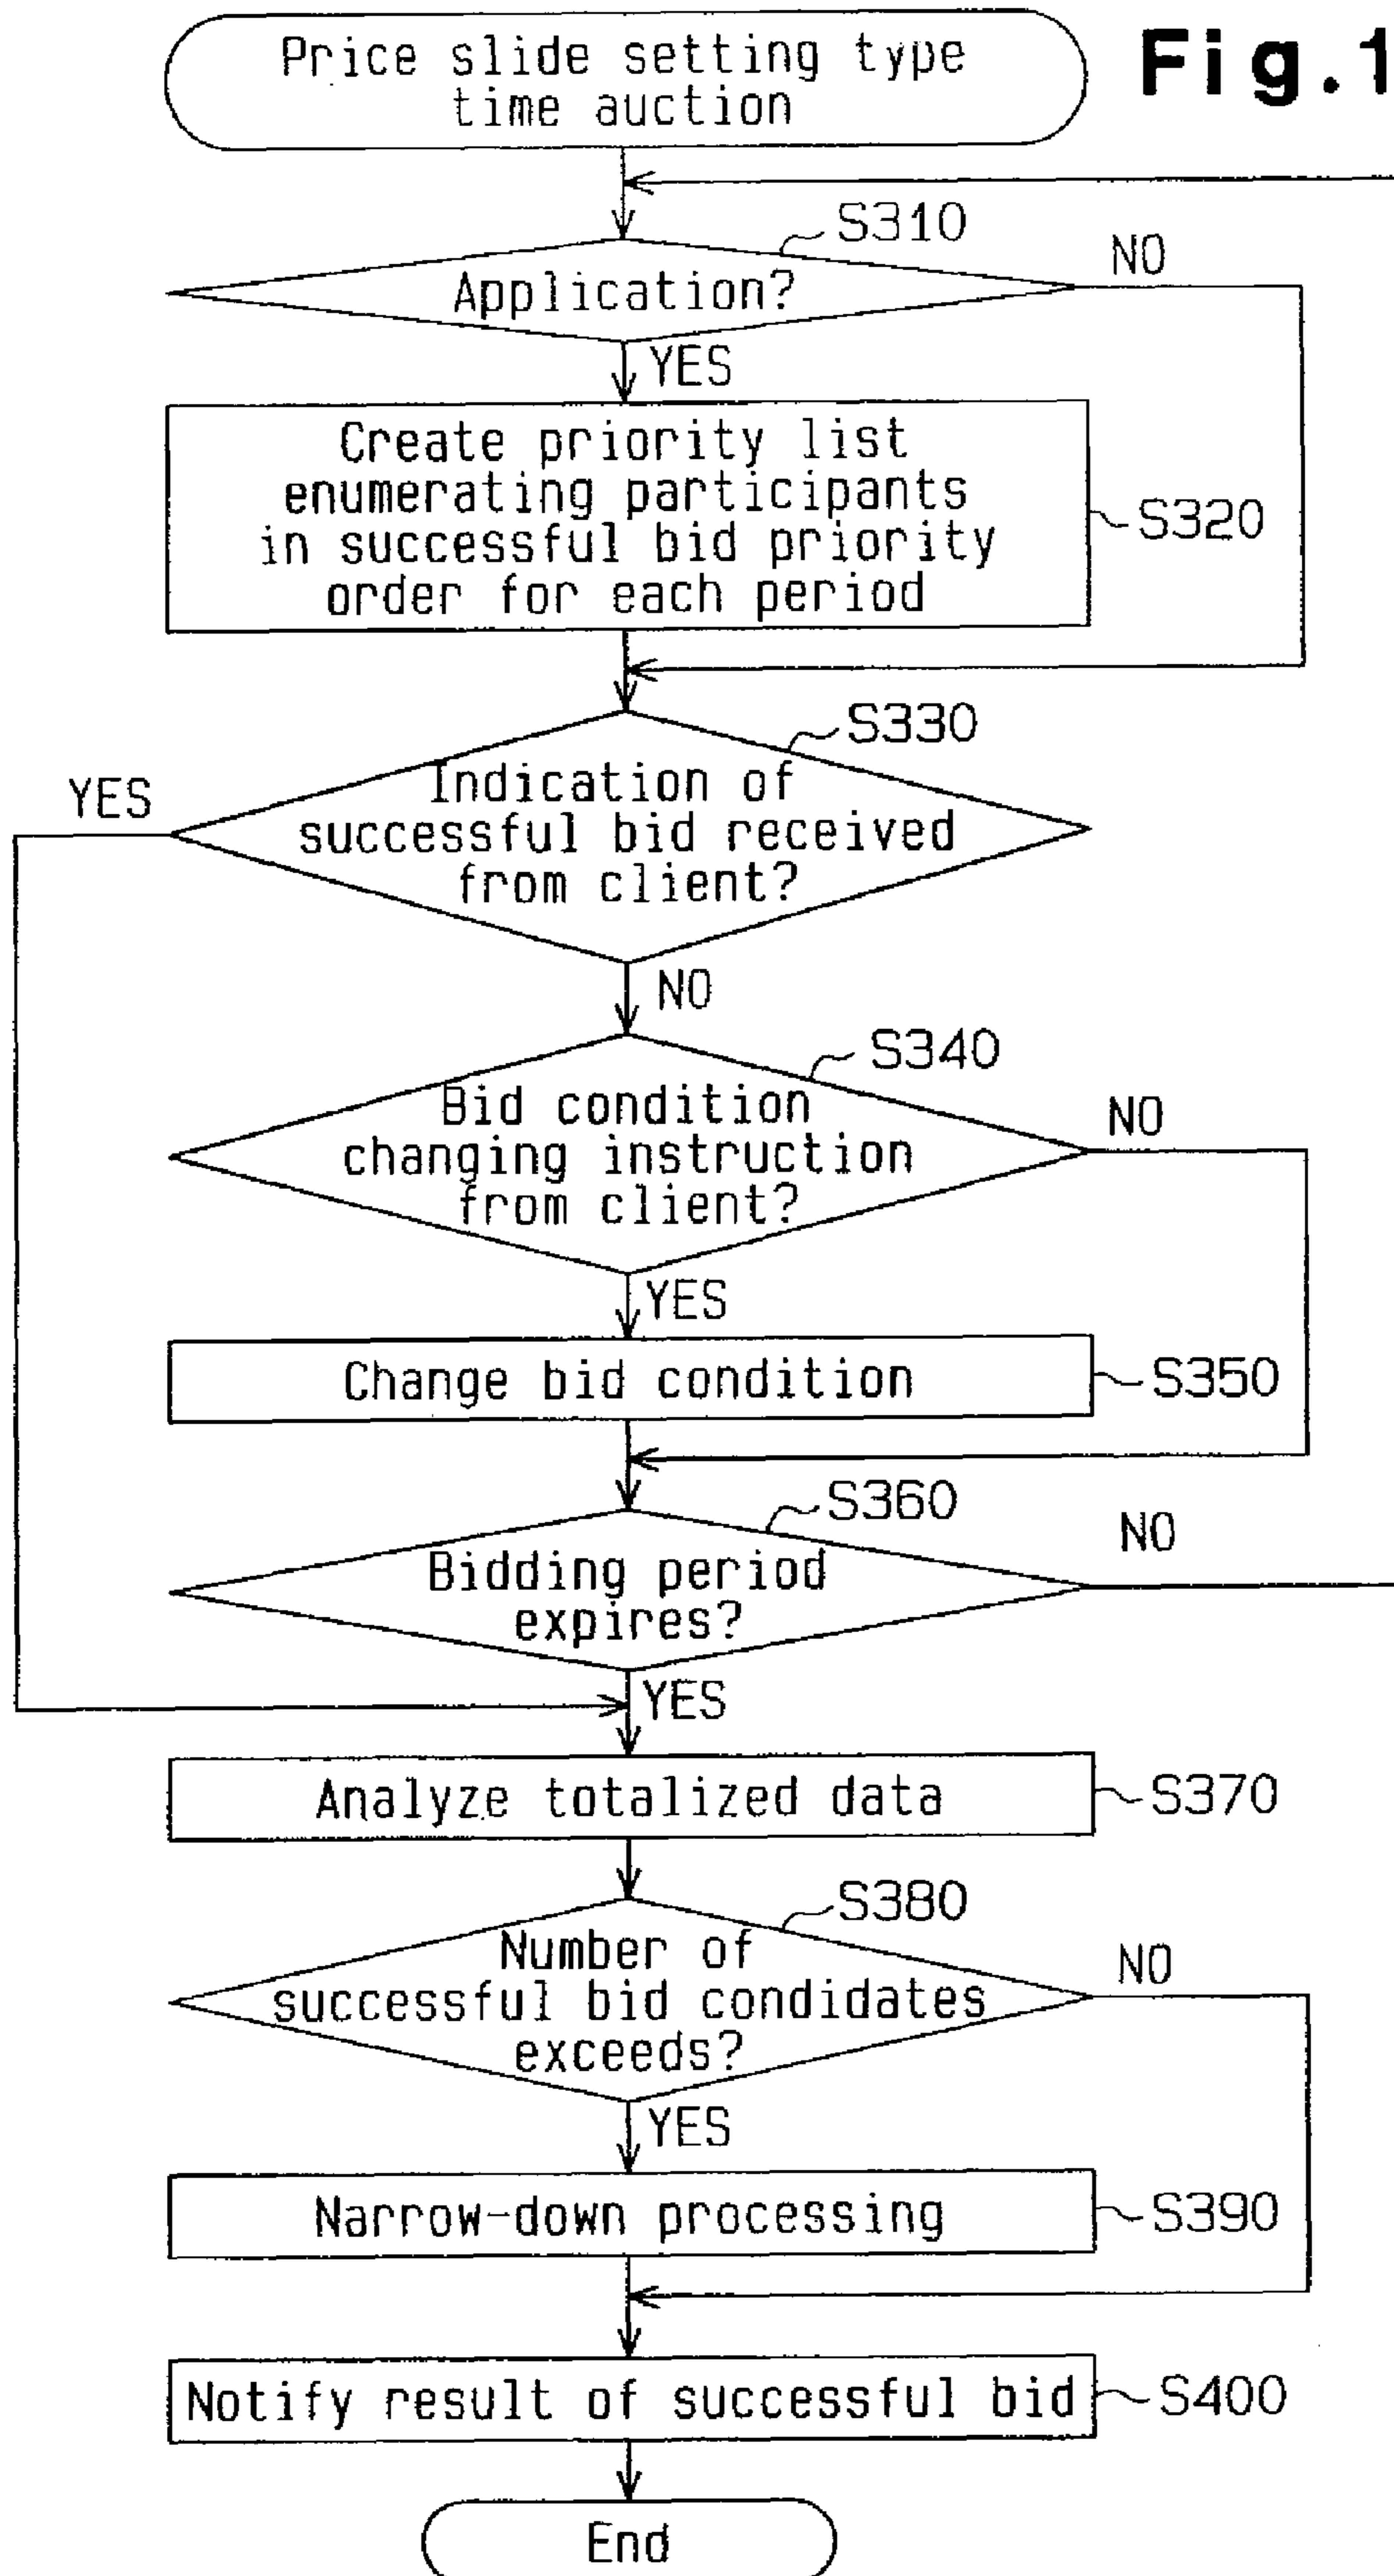 Price slide setting type
time auction
Fig.1
S310
Application?
NO
YES
Create priority list
enumerating participants
in successful bid priority
order for each period
S320
S330
Indication of
successful bid received
from client?
YES
NO
S340
Bid condition
changing instruction
from client?
NO
YES
Change bid condition
S350
S360
Bidding period
expires?
NO
YES
Analyze totalized data
S370
S380
Number of
successful bid condidates
exceeds?
NO
YES
Narrow-down processing
S390
Notify result of successful bid
S400
End